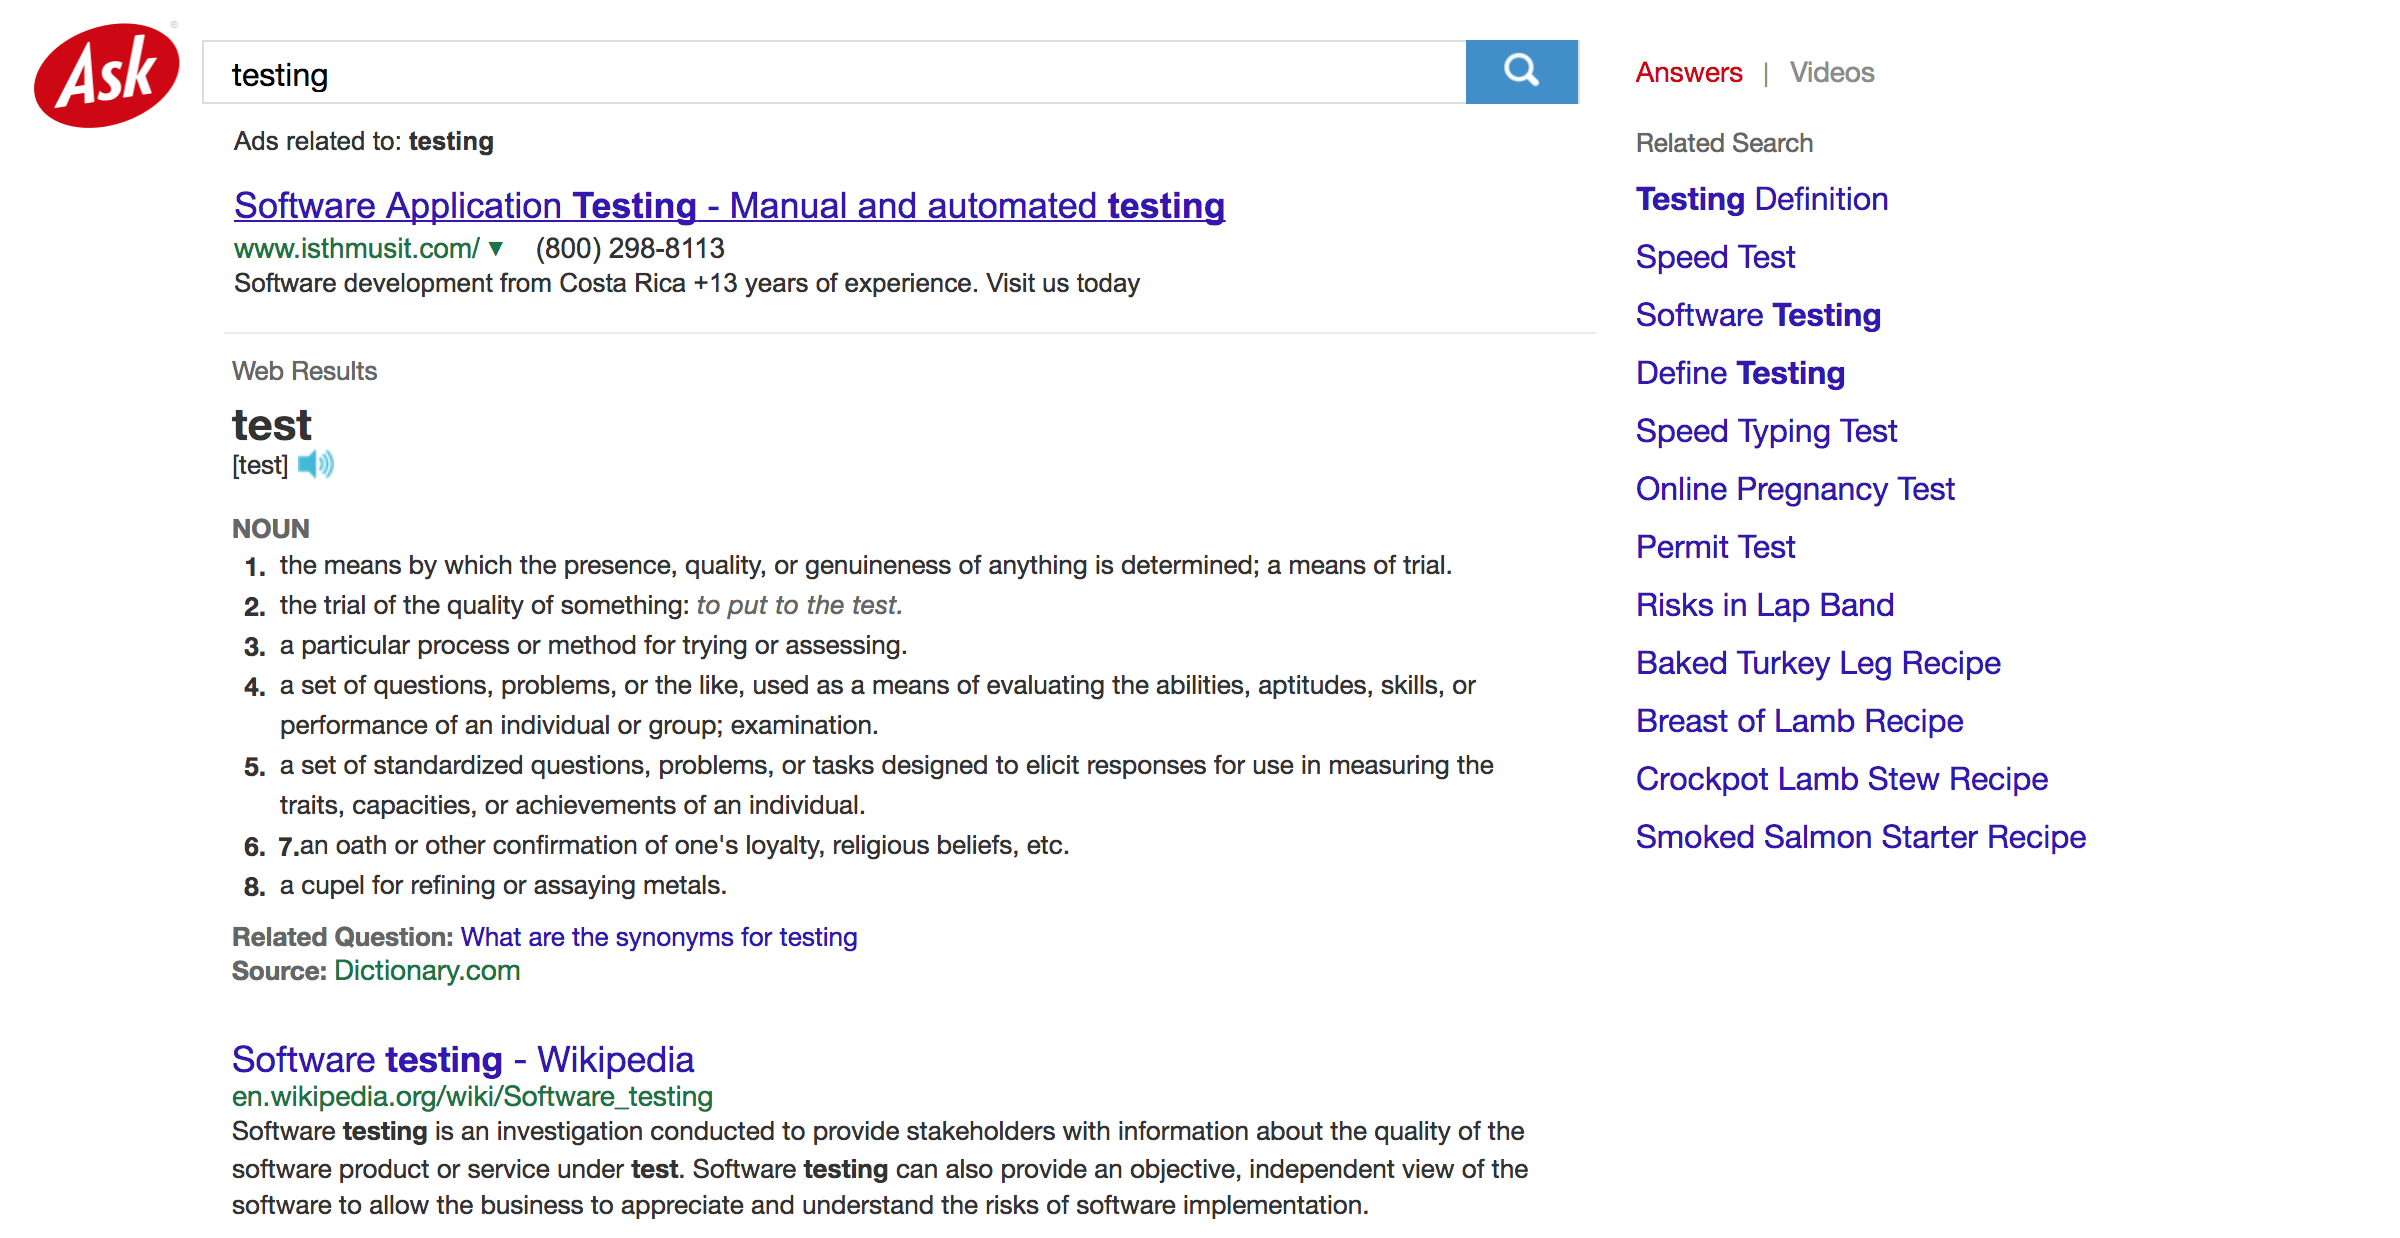 Ask ®
testing
Answers | Videos
Ads related to: testing
Software Application Testing - Manual and automated testing
www.isthmusit.com/ ▼ (800) 298-8113
Software development from Costa Rica +13 years of experience. Visit us today
Web Results
test
[test]
NOUN
1. the means by which the presence, quality, or genuineness of anything is determined; a means of trial.
2. the trial of the quality of something: to put to the test.
3. a particular process or method for trying or assessing.
4. a set of questions, problems, or the like, used as a means of evaluating the abilities, aptitudes, skills, or
performance of an individual or group; examination.
5. a set of standardized questions, problems, or tasks designed to elicit responses for use in measuring the
traits, capacities, or achievements of an individual.
6. 7.an oath or other confirmation of one's loyalty, religious beliefs, etc.
8. a cupel for refining or assaying metals.
Related Question: What are the synonyms for testing
Source: Dictionary.com
Software testing - Wikipedia
en.wikipedia.org/wiki/Software_testing
Software testing is an investigation conducted to provide stakeholders with information about the quality of the
software product or service under test. Software testing can also provide an objective, independent view of the
software to allow the business to appreciate and understand the risks of software implementation.
Related Search
Testing Definition
Speed Test
Software Testing
Define Testing
Speed Typing Test
Online Pregnancy Test
Permit Test
Risks in Lap Band
Baked Turkey Leg Recipe
Breast of Lamb Recipe
Crockpot Lamb Stew Recipe
Smoked Salmon Starter Recipe